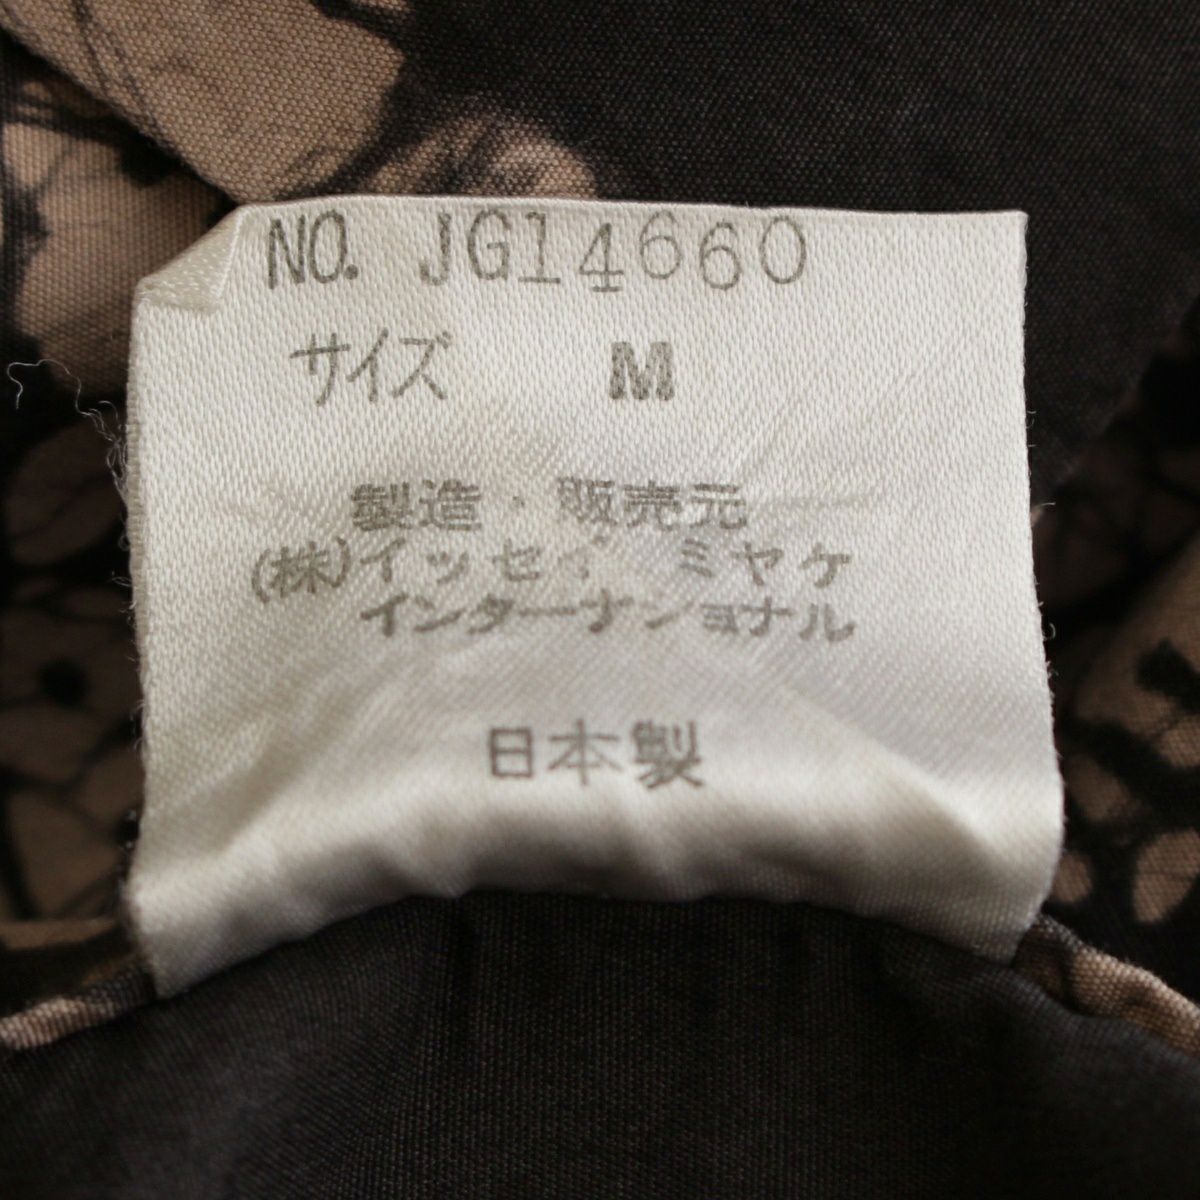 NO. JG14660
サイズ M
製造・販売元
(株)イッセイ ミヤケ
インターナショナル
日本製